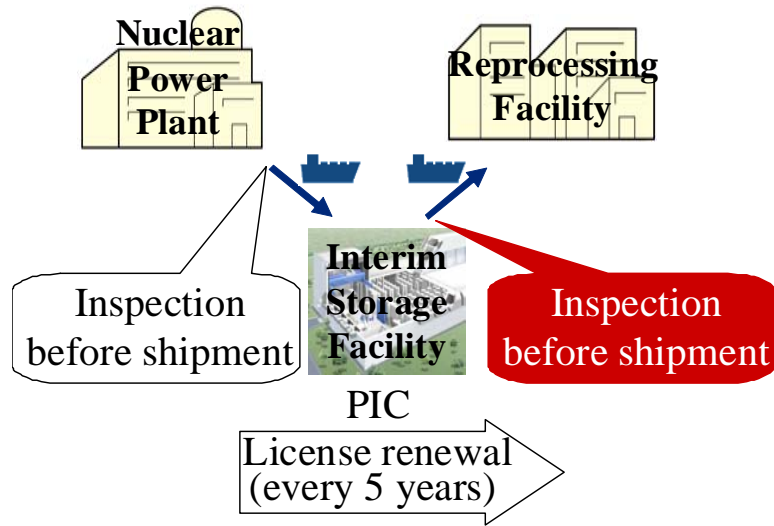 Nuclear
Power
Plant
Reprocessing
Facility
Interim
Storage
Facility
Inspection
before shipment
Inspection
before shipment
PIC
License renewal
(every 5 years)